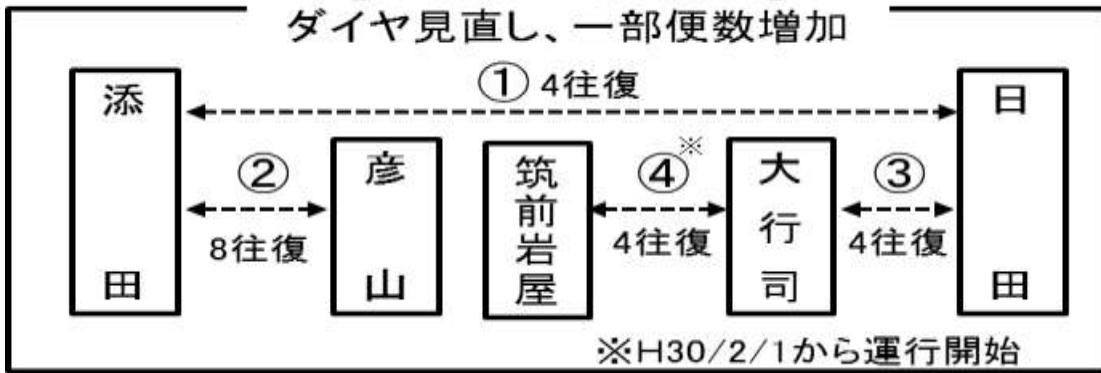 ダイヤ見直し、一部便数増加
① 4往復
添田
② 8往復
彦山
筑前岩屋
④※ 4往復
大行司
③ 4往復
日田
※H30/2/1から運行開始